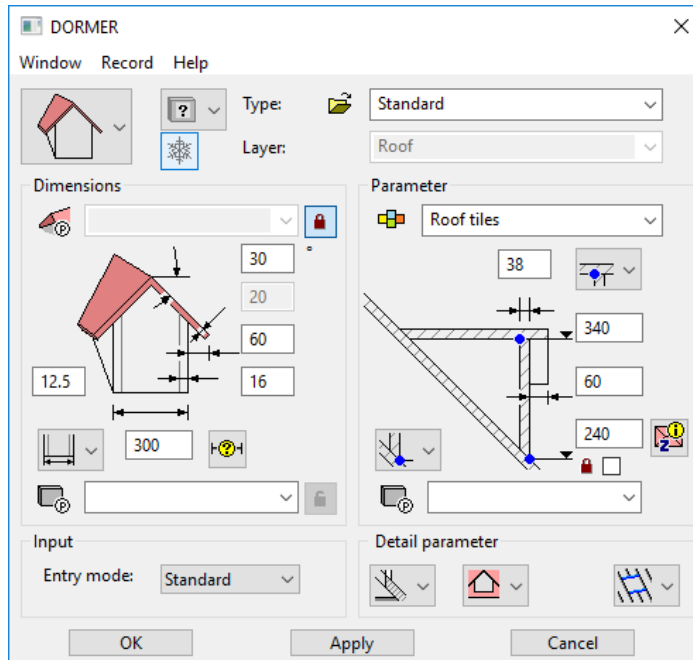 DORMER
Window Record Help
Type: Standard
Layer: Roof
Dimensions
30 °
20
60
12.5
16
300
Parameter
Roof tiles
38
340
60
240
Input
Entry mode: Standard
Detail parameter
OK Apply Cancel